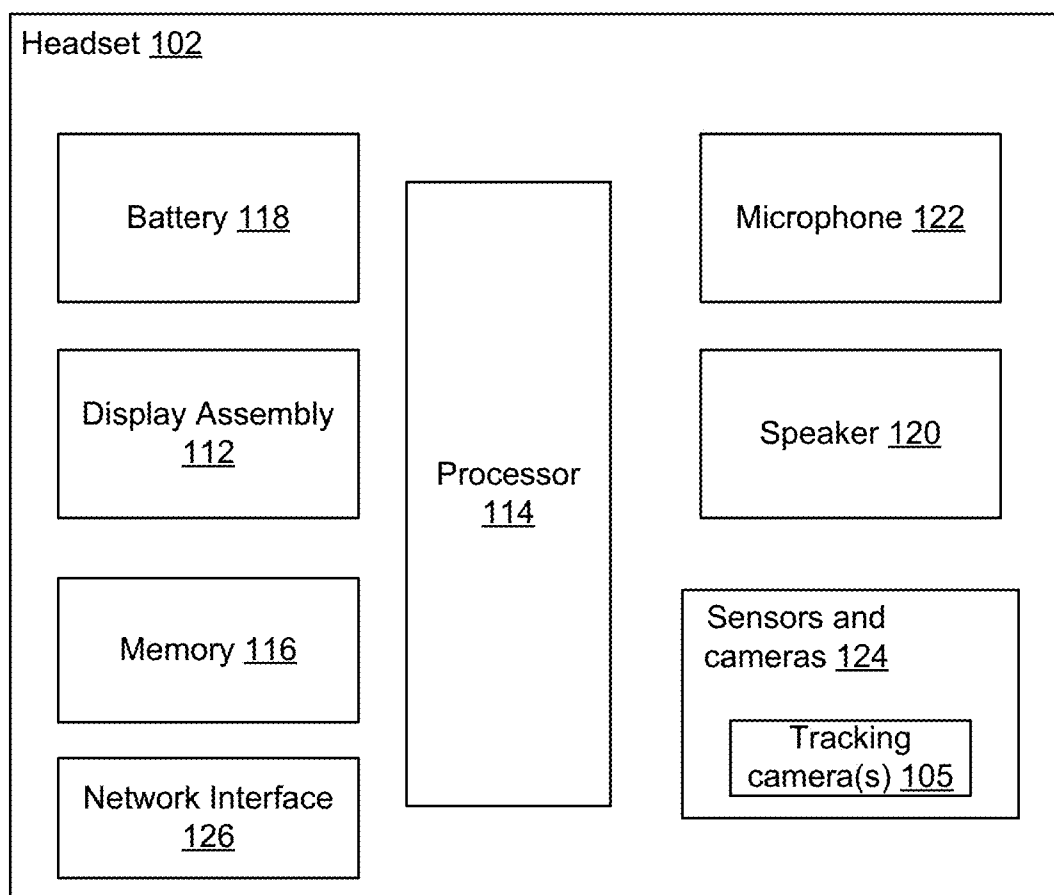 Headset 102
Battery 118
Display Assembly
112
Memory 116
Network Interface
126
Processor
114
Microphone 122
Speaker 120
Sensors and
cameras 124
Tracking
camera(s) 105